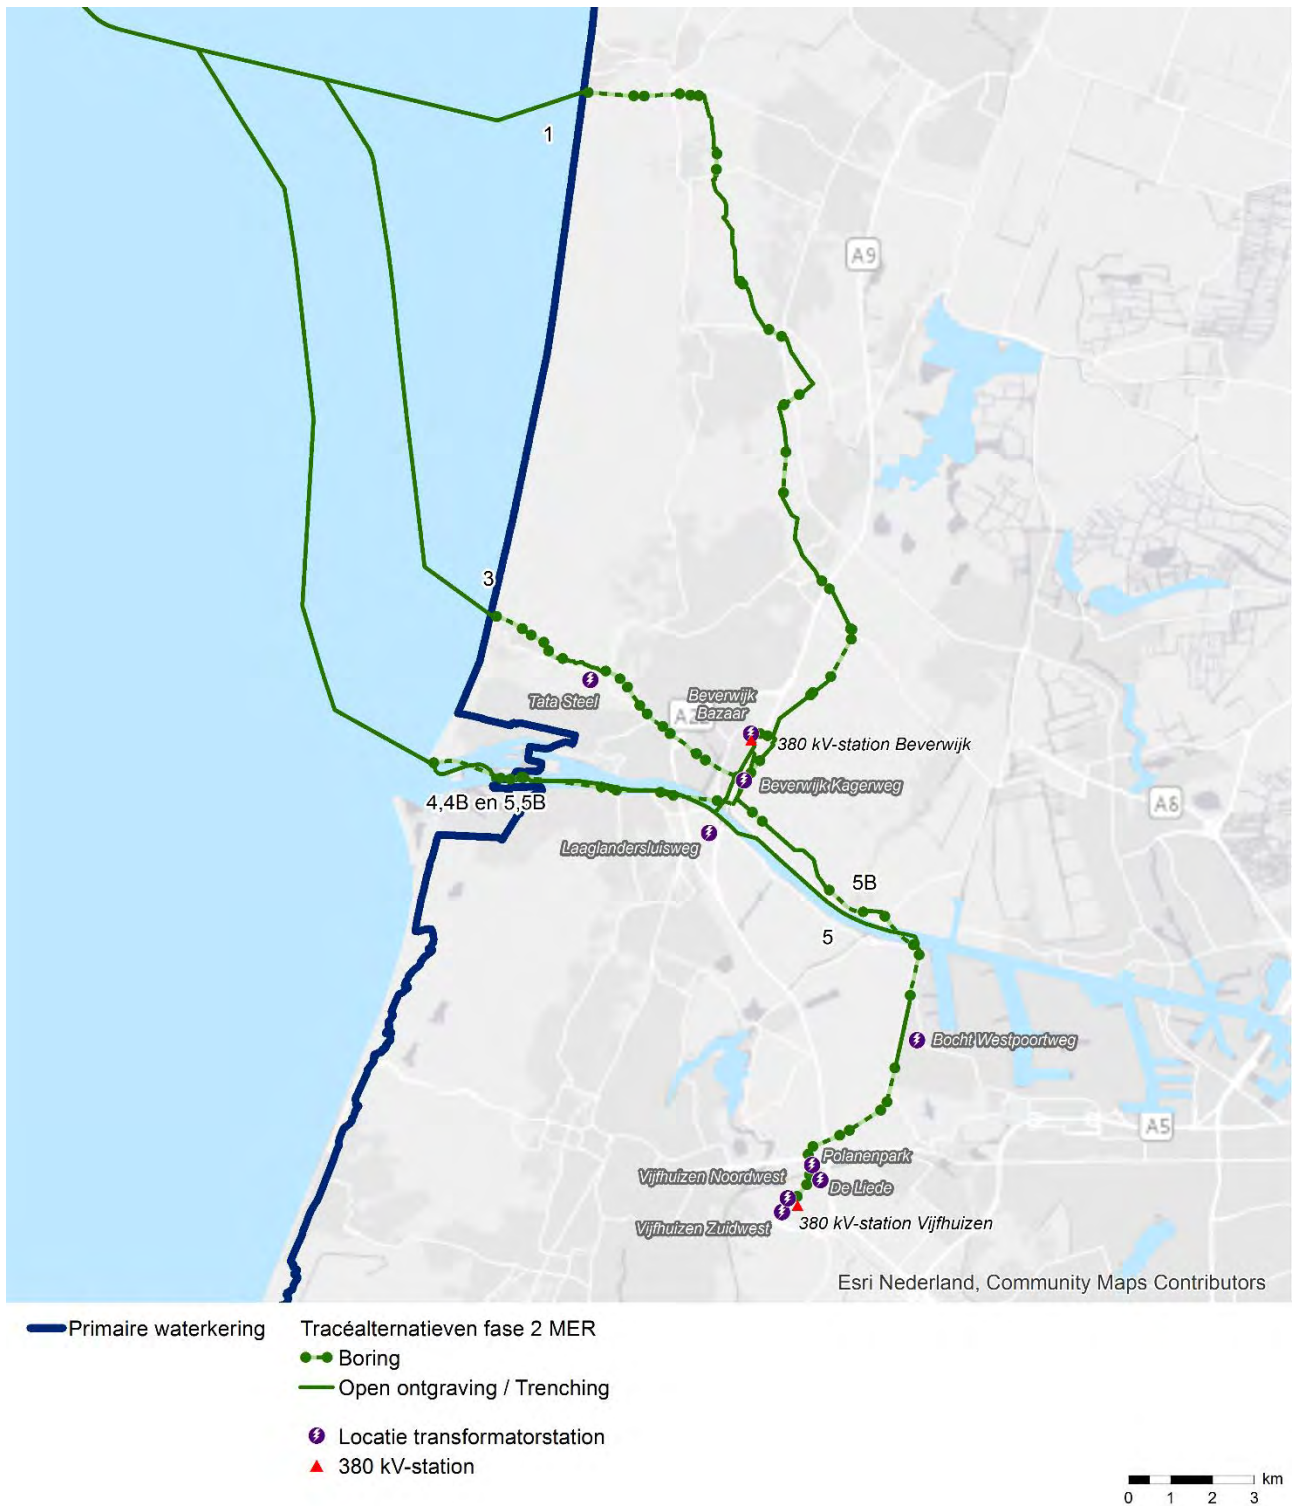 1
A9
3
Tata Steel
A22
Beverwijk
Bazaar
380 kV-station Beverwijk
Beverwijk Kagerweg
4,4B en 5,5B
A8
Laaglandersluisweg
5B
5
Bocht Westpoortweg
A5
Polanenpark
Vijfhuizen Noordwest
De Liede
Vijfhuizen Zuidwest
380 kV-station Vijfhuizen
Esri Nederland, Community Maps Contributors
Primaire waterkering
Tracéalternatieven fase 2 MER
Boring
Open ontgraving / Trenching
Locatie transformatorstation
380 kV-station
km
0 1 2 3